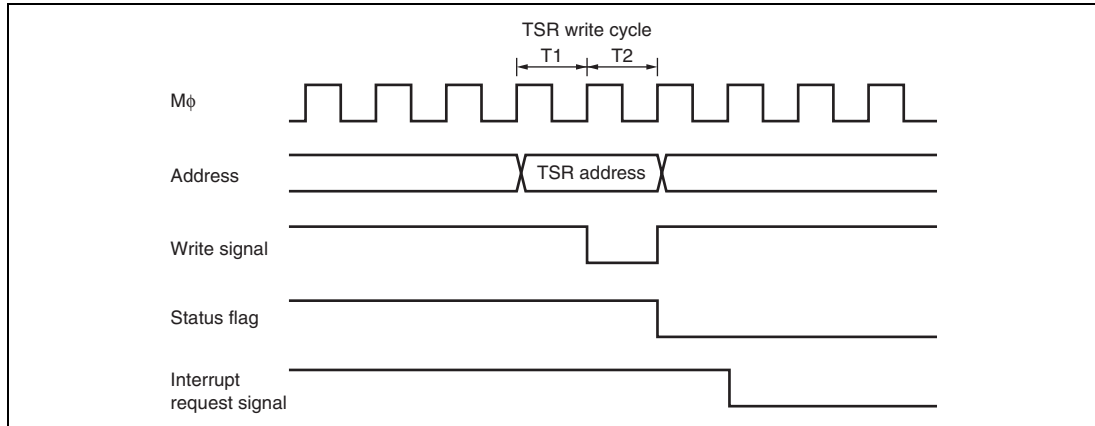 TSR write cycle
T1 T2
Mϕ
Address
TSR address
Write signal
Status flag
Interrupt
request signal